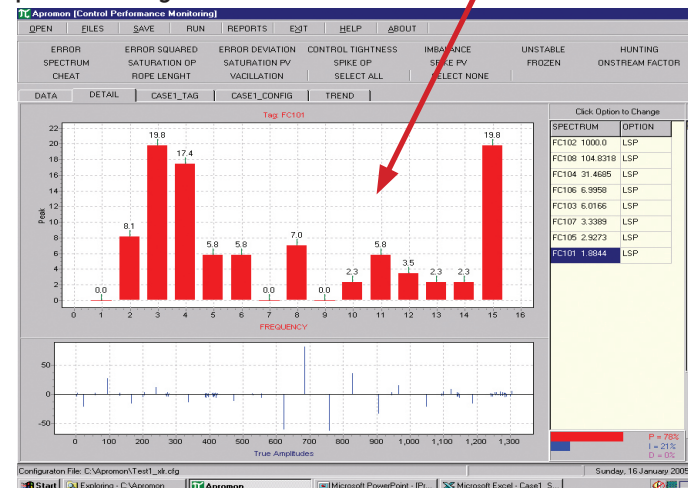 Apromon [Control Performance Monitoring]
OPEN FILES SAVE RUN REPORTS EXIT HELP ABOUT
ERROR ERROR SQUARED ERROR DEVIATION CONTROL TIGHTNESS IMBALANCE UNSTABLE HUNTING
SPECTRUM SATURATION OP SATURATION PV SPIKE OP SPIKE PV FROZEN ONSTREAM FACTOR
CHEAT ROPE LENGHT VACILLATION SELECT ALL SELECT NONE
DATA DETAIL CASE1_TAG CASE1_CONFIG TREND
Tag: FC101
Click Option to Change
SPECTRUM OPTION
FC102 1000.0 LSP
FC108 104.8318 LSP
FC104 31.4685 LSP
FC106 6.9958 LSP
FC103 6.0166 LSP
FC107 3.3389 LSP
FC105 2.9273 LSP
FC101 1.8844 LSP
Peak
22
20
18
16
14
12
10
8
6
4
2
0
0.0 8.1 19.8 17.4 5.8 5.8 0.0 7.0 0.0 2.3 5.8 3.5 2.3 2.3 19.8
0 1 2 3 4 5 6 7 8 9 10 11 12 13 14 15 16
FREQUENCY
50
0
-50
0 100 200 300 400 500 600 700 800 900 1,000 1,100 1,200 1,300
True Amplitudes
P = 78%
I = 21%
D = 0%
Configuraton File: C:\Apromon\Test1_xlr.cfg
Sunday, 16 January 2005
Start Exploring - C:\Apromon Apromon Microsoft PowerPoint - [Pr... Microsoft Excel - Case1_S...